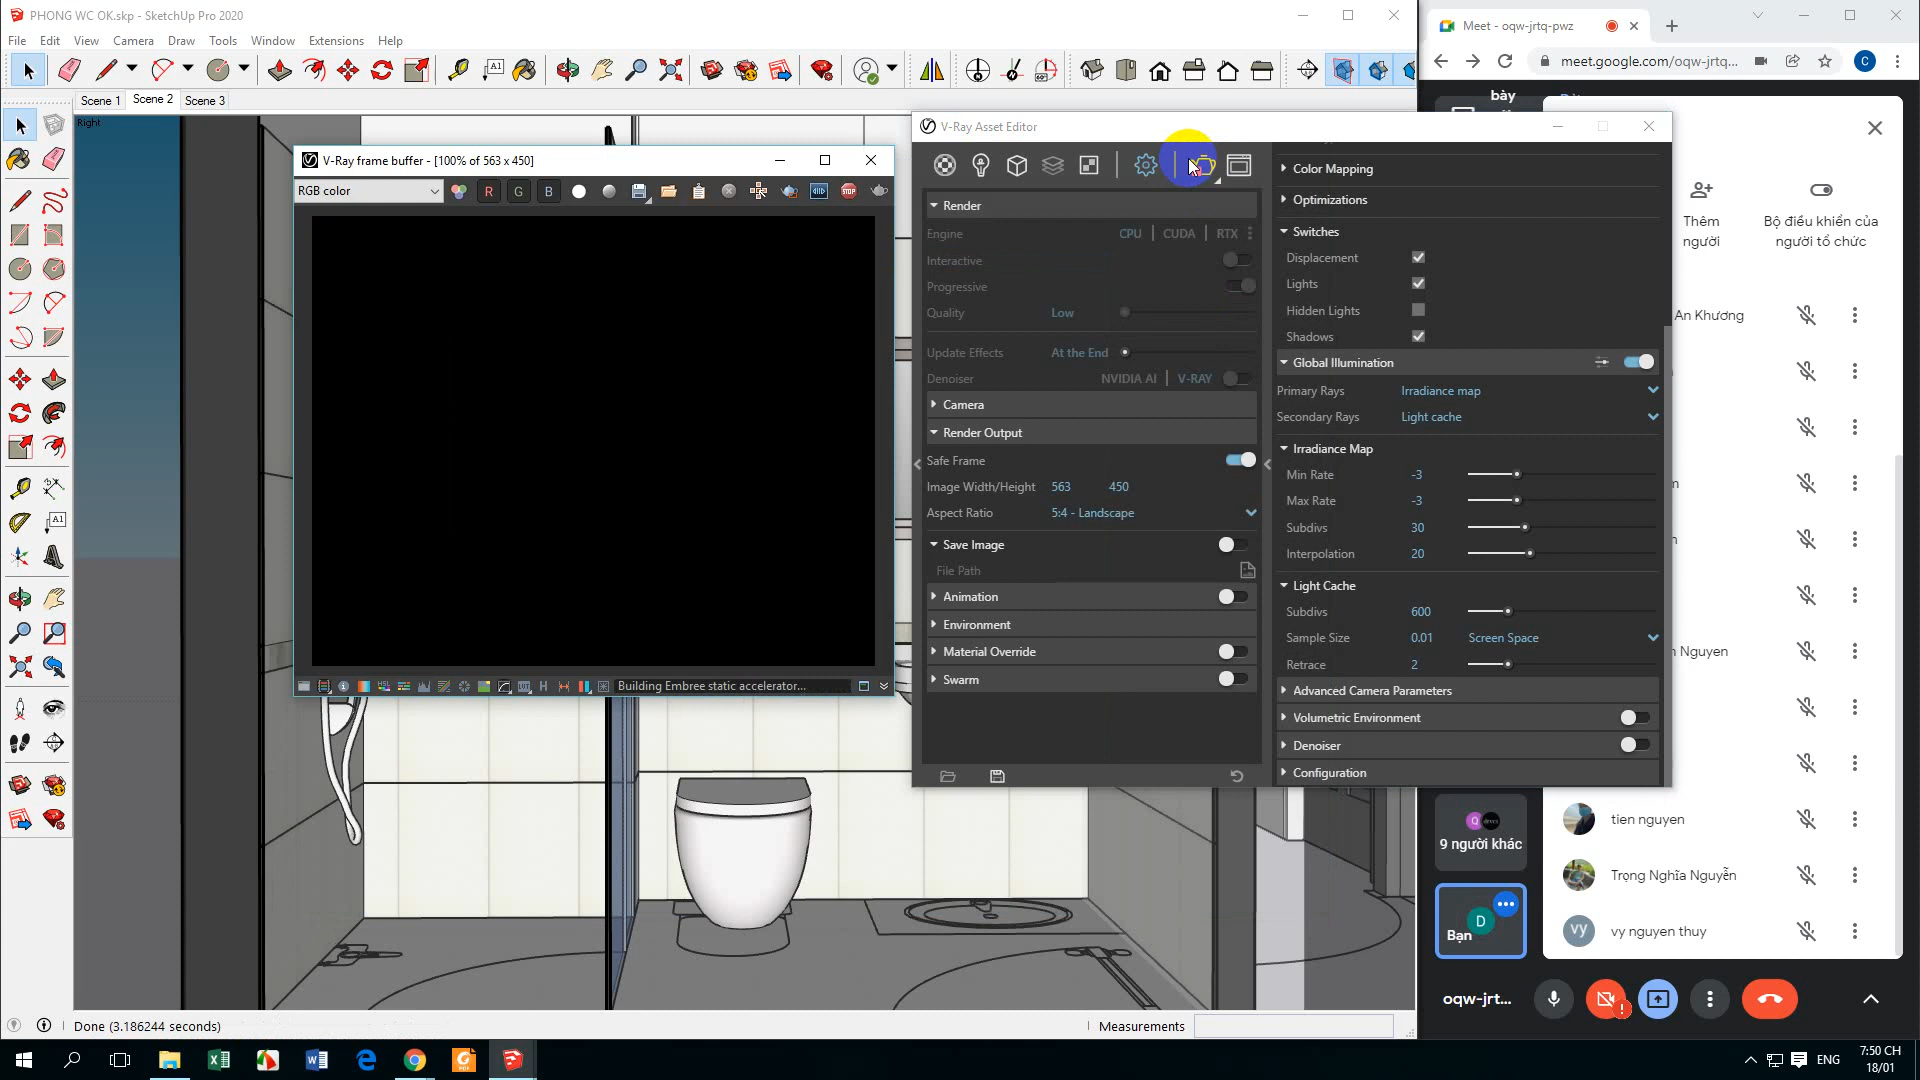 PHONG WC OK.skp - SketchUp Pro 2020
File Edit View Camera Draw Tools Window Extensions Help
Scene 1 Scene 2 Scene 3
Right
V-Ray frame buffer - [100% of 563 x 450]
RGB color
R G B
STOP
Building Embree static accelerator...
V-Ray Asset Editor
Render
Engine CPU CUDA RTX
Interactive
Progressive
Quality Low
Update Effects At the End
Denoiser NVIDIA AI V-RAY
Camera
Render Output
Safe Frame
Image Width/Height 563 450
Aspect Ratio 5:4 - Landscape
Save Image
File Path
Animation
Environment
Material Override
Swarm
Color Mapping
Optimizations
Switches
Displacement
Lights
Hidden Lights
Shadows
Global Illumination
Primary Rays Irradiance map
Secondary Rays Light cache
Irradiance Map
Min Rate -3
Max Rate -3
Subdivs 30
Interpolation 20
Light Cache
Subdivs 600
Sample Size 0.01 Screen Space
Retrace 2
Advanced Camera Parameters
Volumetric Environment
Denoiser
Configuration
Done (3.186244 seconds)
Measurements
Meet - oqw-jrtq-pwz
meet.google.com/oqw-jrtq...
C
bày
Thêm
người
Bộ điều khiển của
người tổ chức
An Khương
Nguyen
tien nguyen
Trọng Nghĩa Nguyễn
vy nguyen thuy
vy
Q
9 người khác
D
Bạn
oqw-jrt...
ENG
7:50 CH
18/01